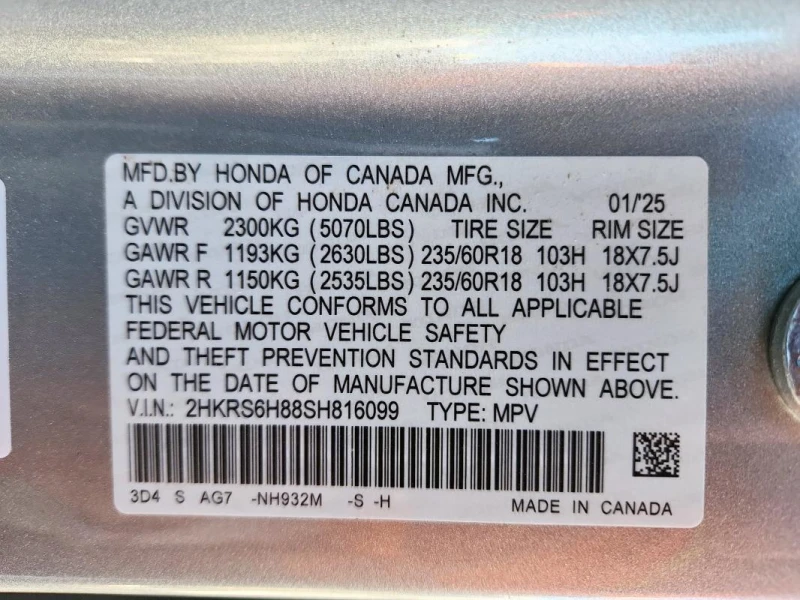 MFD.BY HONDA OF CANADA MFG.,
A DIVISION OF HONDA CANADA INC. 01/'25
GVWR 2300KG (5070LBS) TIRE SIZE RIM SIZE
GAWR F 1193KG (2630LBS) 235/60R18 103H 18X7.5J
GAWR R 1150KG (2535LBS) 235/60R18 103H 18X7.5J
THIS VEHICLE CONFORMS TO ALL APPLICABLE
FEDERAL MOTOR VEHICLE SAFETY
AND THEFT PREVENTION STANDARDS IN EFFECT
ON THE DATE OF MANUFACTURE SHOWN ABOVE.
V.I.N.: 2HKRS6H88SH816099 TYPE: MPV
3D4 S AG7 -NH932M -S -H MADE IN CANADA